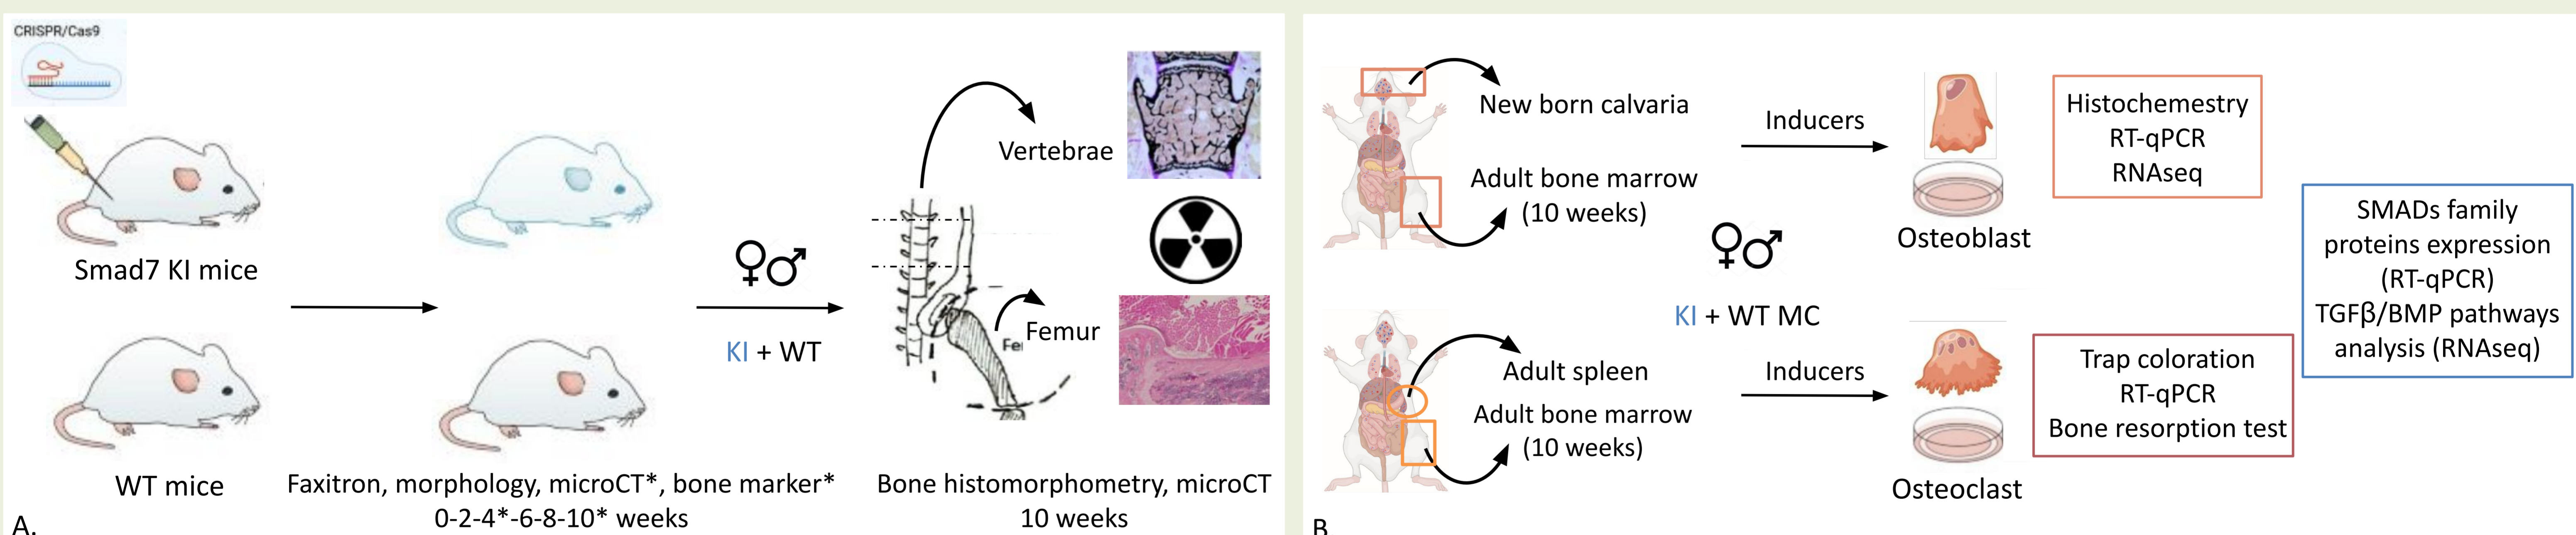 CRISPR/Cas9
Smad7 KI mice
WT mice
Faxitron, morphology, microCT*, bone marker*
0-2-4*-6-8-10* weeks
KI + WT
Vertebrae
Fe
Femur
Bone histomorphometry, microCT
10 weeks
A.
New born calvaria
Adult bone marrow
(10 weeks)
Inducers
Osteoblast
Histochemestry
RT-qPCR
RNAseq
KI + WT MC
Adult spleen
Adult bone marrow
(10 weeks)
Inducers
Osteoclast
Trap coloration
RT-qPCR
Bone resorption test
SMADs family
proteins expression
(RT-qPCR)
TGFβ/BMP pathways
analysis (RNAseq)
B